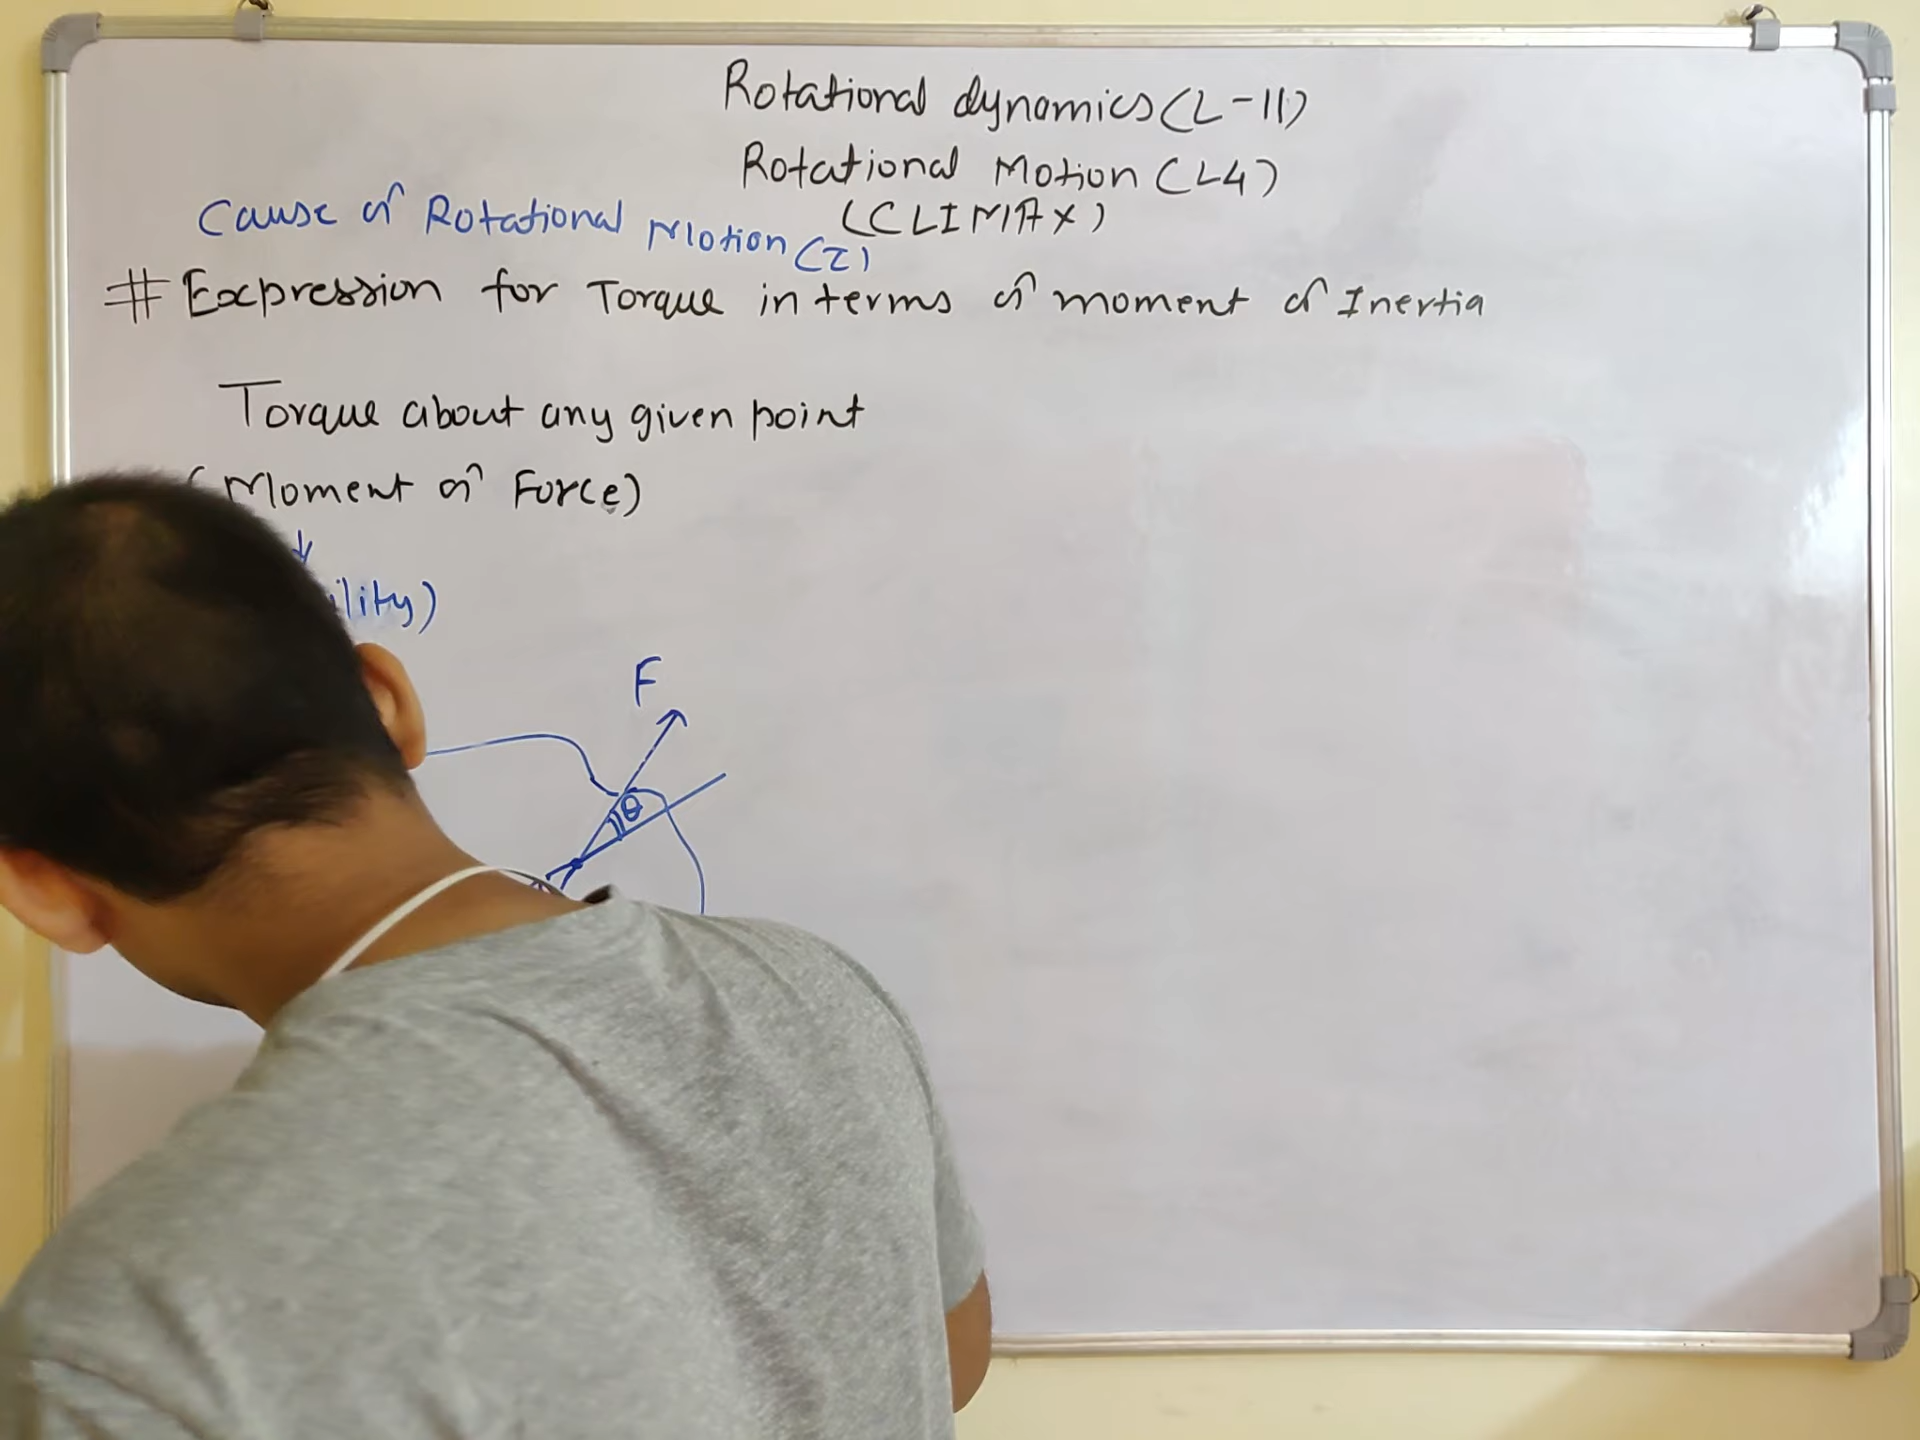 Rotational dynamics (L-11)
Rotational Motion (L4)
(CLIMAX)
Cause of Rotational Motion (τ)
# Expression for Torque in terms of moment of Inertia
Torque about any given point
(Moment of Force)
F
θ